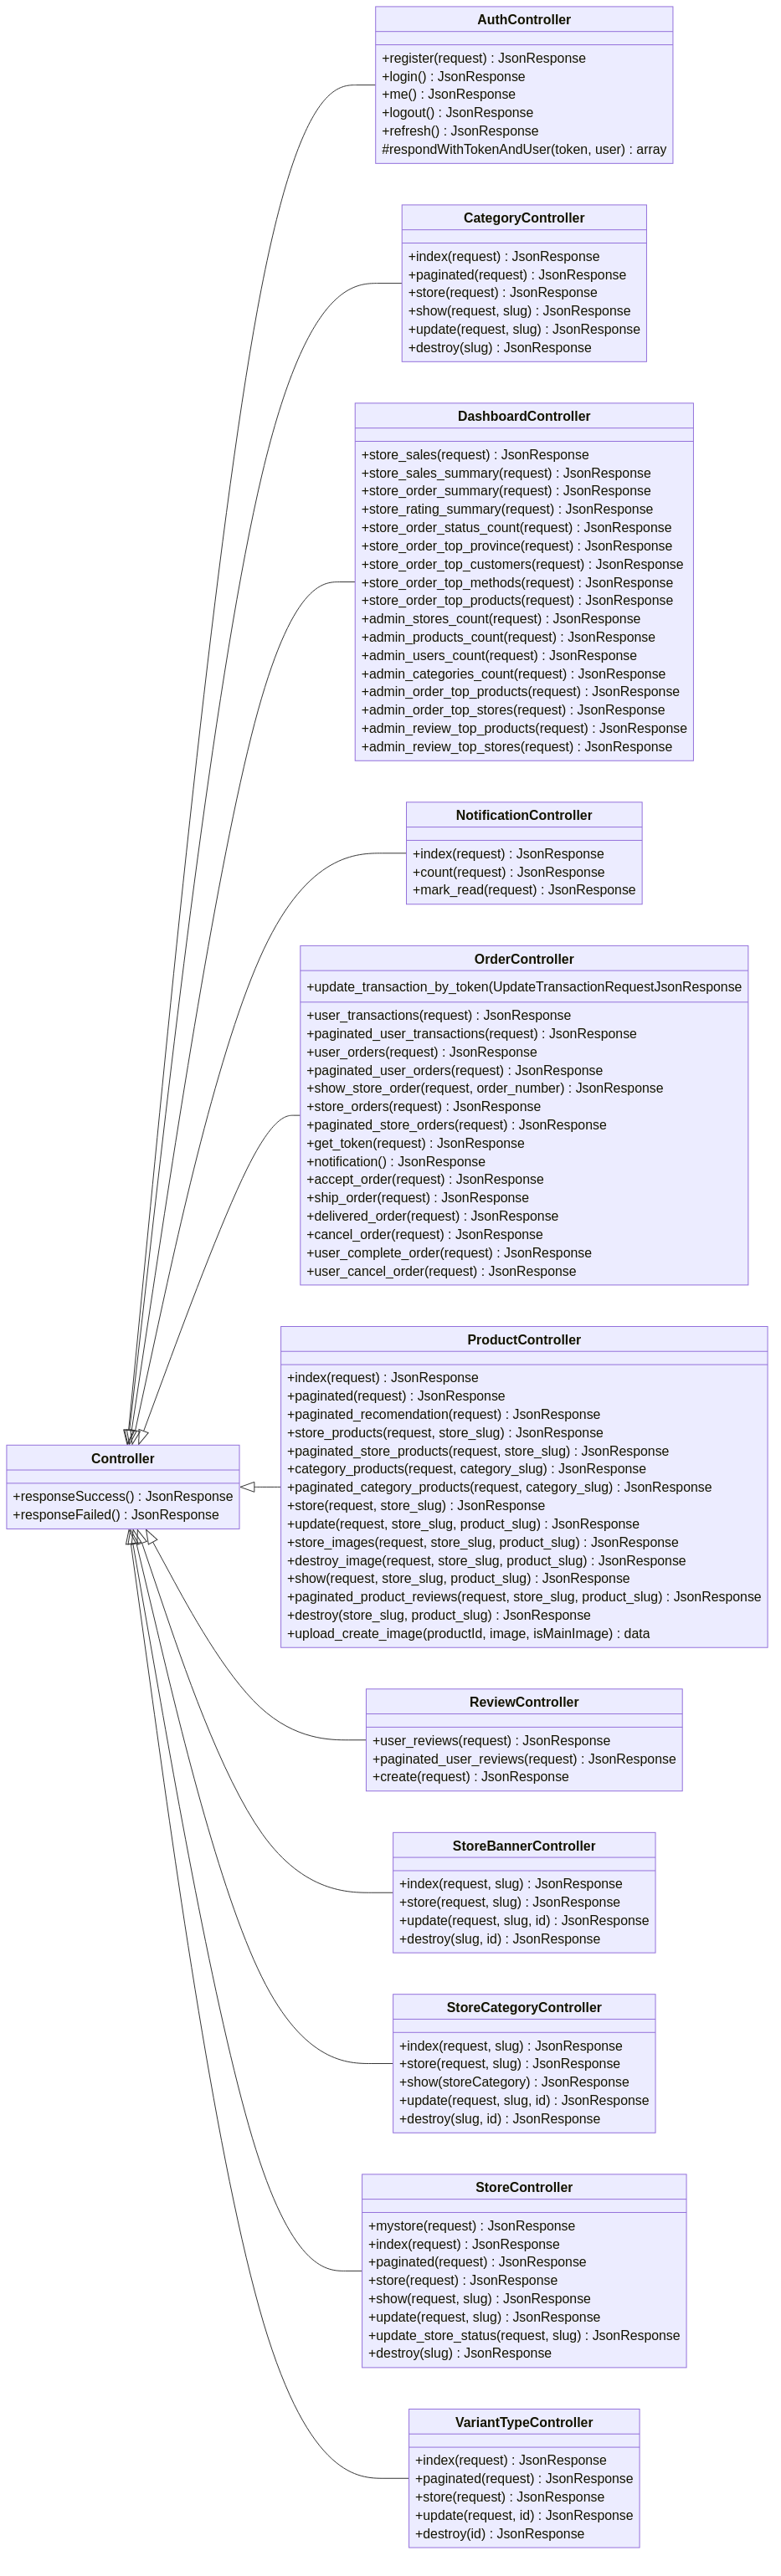 AuthController
+register(request) : JsonResponse
+login() : JsonResponse
+me() : JsonResponse
+logout() : JsonResponse
+refresh() : JsonResponse
#respondWithTokenAndUser(token, user) : array
CategoryController
+index(request) : JsonResponse
+paginated(request) : JsonResponse
+store(request) : JsonResponse
+show(request, slug) : JsonResponse
+update(request, slug) : JsonResponse
+destroy(slug) : JsonResponse
DashboardController
+store_sales(request) : JsonResponse
+store_sales_summary(request) : JsonResponse
+store_order_summary(request) : JsonResponse
+store_rating_summary(request) : JsonResponse
+store_order_status_count(request) : JsonResponse
+store_order_top_province(request) : JsonResponse
+store_order_top_customers(request) : JsonResponse
+store_order_top_methods(request) : JsonResponse
+store_order_top_products(request) : JsonResponse
+admin_stores_count(request) : JsonResponse
+admin_products_count(request) : JsonResponse
+admin_users_count(request) : JsonResponse
+admin_categories_count(request) : JsonResponse
+admin_order_top_products(request) : JsonResponse
+admin_order_top_stores(request) : JsonResponse
+admin_review_top_products(request) : JsonResponse
+admin_review_top_stores(request) : JsonResponse
NotificationController
+index(request) : JsonResponse
+count(request) : JsonResponse
+mark_read(request) : JsonResponse
OrderController
+update_transaction_by_token(UpdateTransactionRequestJsonResponse
+user_transactions(request) : JsonResponse
+paginated_user_transactions(request) : JsonResponse
+user_orders(request) : JsonResponse
+paginated_user_orders(request) : JsonResponse
+show_store_order(request, order_number) : JsonResponse
+store_orders(request) : JsonResponse
+paginated_store_orders(request) : JsonResponse
+get_token(request) : JsonResponse
+notification() : JsonResponse
+accept_order(request) : JsonResponse
+ship_order(request) : JsonResponse
+delivered_order(request) : JsonResponse
+cancel_order(request) : JsonResponse
+user_complete_order(request) : JsonResponse
+user_cancel_order(request) : JsonResponse
Controller
+responseSuccess() : JsonResponse
+responseFailed() : JsonResponse
ProductController
+index(request) : JsonResponse
+paginated(request) : JsonResponse
+paginated_recomendation(request) : JsonResponse
+store_products(request, store_slug) : JsonResponse
+paginated_store_products(request, store_slug) : JsonResponse
+category_products(request, category_slug) : JsonResponse
+paginated_category_products(request, category_slug) : JsonResponse
+store(request, store_slug) : JsonResponse
+update(request, store_slug, product_slug) : JsonResponse
+store_images(request, store_slug, product_slug) : JsonResponse
+destroy_image(request, store_slug, product_slug) : JsonResponse
+show(request, store_slug, product_slug) : JsonResponse
+paginated_product_reviews(request, store_slug, product_slug) : JsonResponse
+destroy(store_slug, product_slug) : JsonResponse
+upload_create_image(productId, image, isMainImage) : data
ReviewController
+user_reviews(request) : JsonResponse
+paginated_user_reviews(request) : JsonResponse
+create(request) : JsonResponse
StoreBannerController
+index(request, slug) : JsonResponse
+store(request, slug) : JsonResponse
+update(request, slug, id) : JsonResponse
+destroy(slug, id) : JsonResponse
StoreCategoryController
+index(request, slug) : JsonResponse
+store(request, slug) : JsonResponse
+show(storeCategory) : JsonResponse
+update(request, slug, id) : JsonResponse
+destroy(slug, id) : JsonResponse
StoreController
+mystore(request) : JsonResponse
+index(request) : JsonResponse
+paginated(request) : JsonResponse
+store(request) : JsonResponse
+show(request, slug) : JsonResponse
+update(request, slug) : JsonResponse
+update_store_status(request, slug) : JsonResponse
+destroy(slug) : JsonResponse
VariantTypeController
+index(request) : JsonResponse
+paginated(request) : JsonResponse
+store(request) : JsonResponse
+update(request, id) : JsonResponse
+destroy(id) : JsonResponse